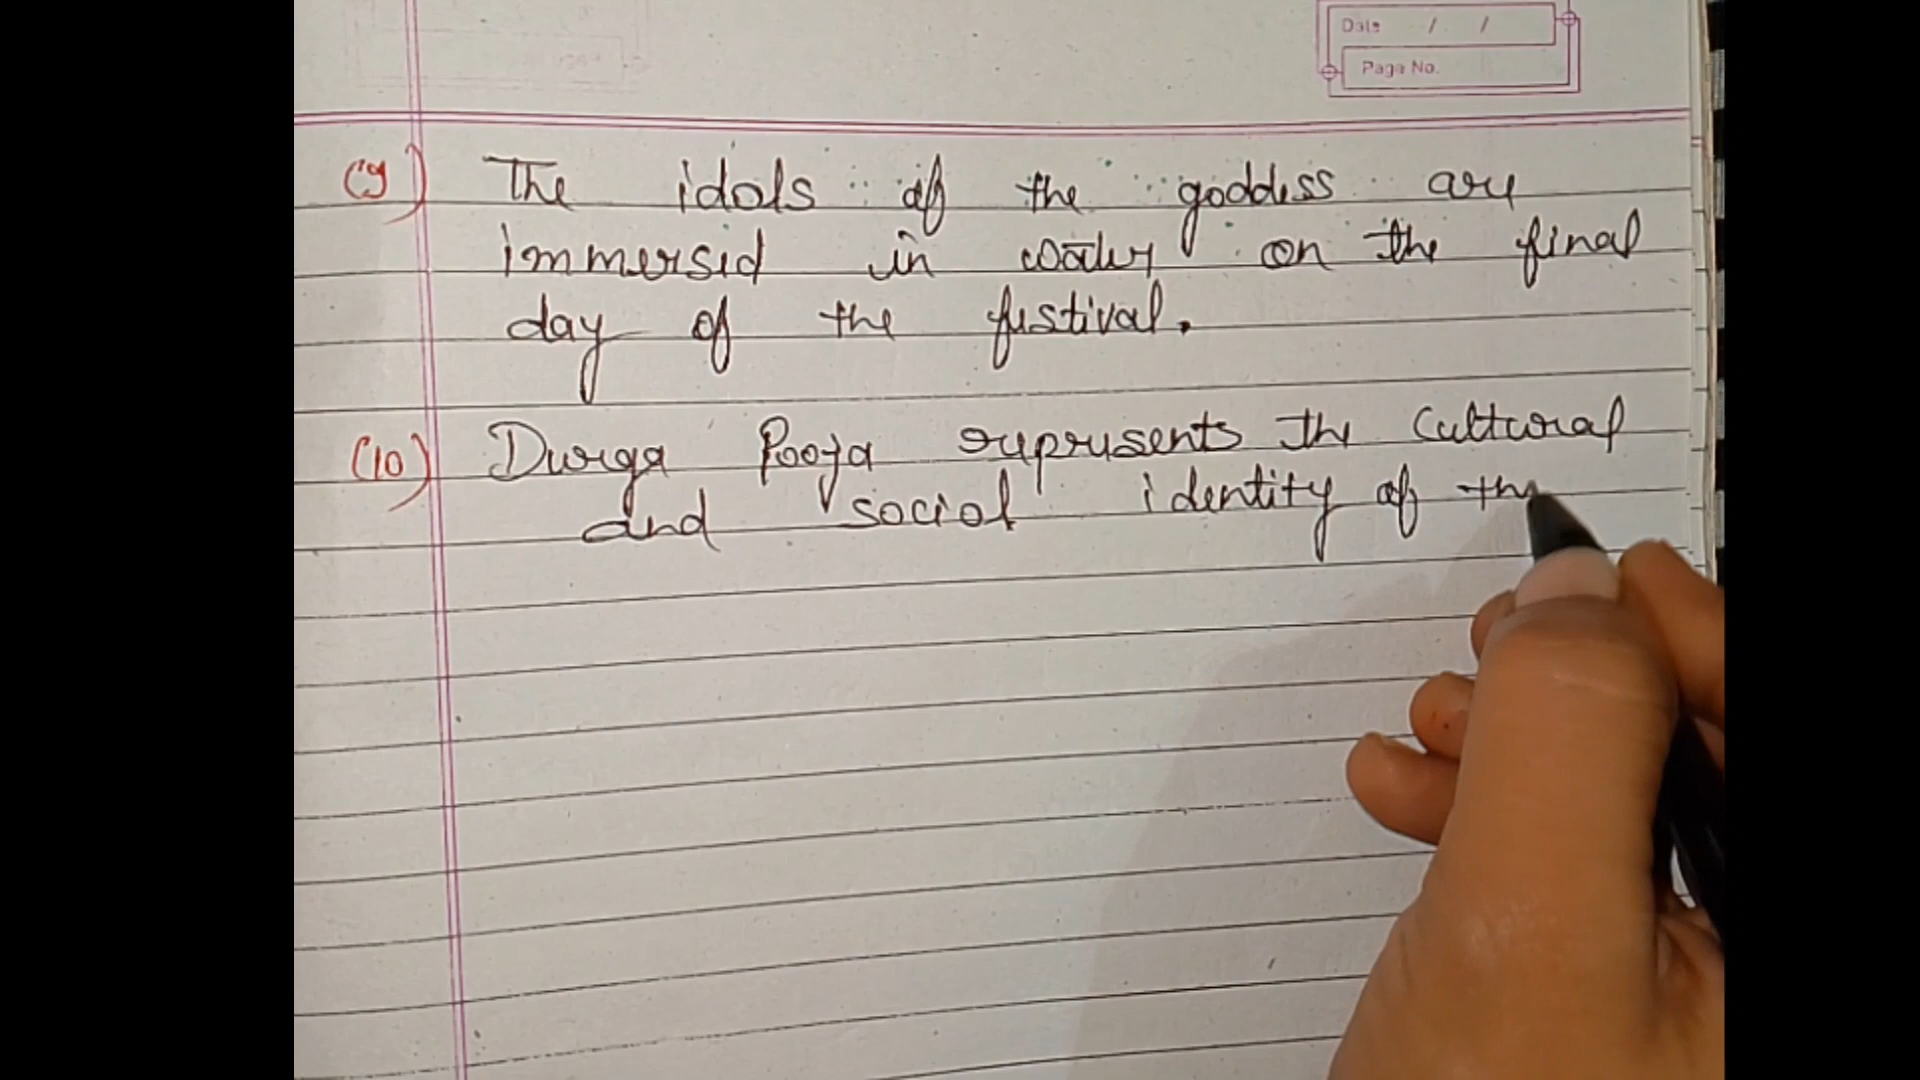 Date / /
Page No.
(9) The idols of the goddess are
immersed in water on the final
day of the festival.
(10) Durga Pooja represents the Cultural
and social identity of the